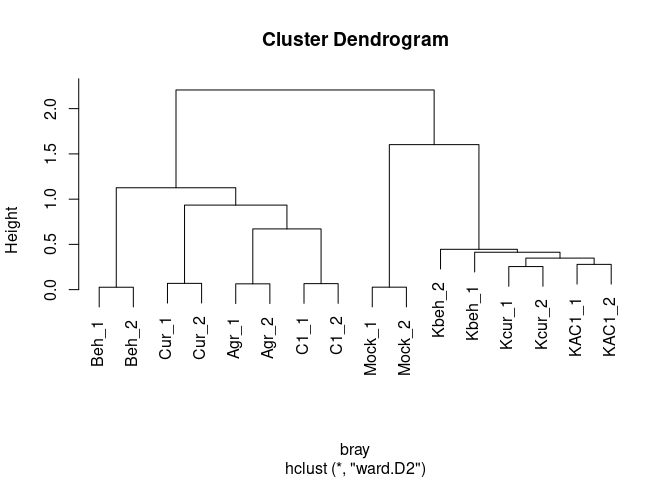 Cluster Dendrogram
Height
2.0
1.5
1.0
0.5
0.0
Beh_1
Beh_2
Cur_1
Cur_2
Agr_1
Agr_2
C1_1
C1_2
Mock_1
Mock_2
Kbeh_2
Kbeh_1
Kcur_1
Kcur_2
KAC1_1
KAC1_2
bray
hclust (*, "ward.D2")